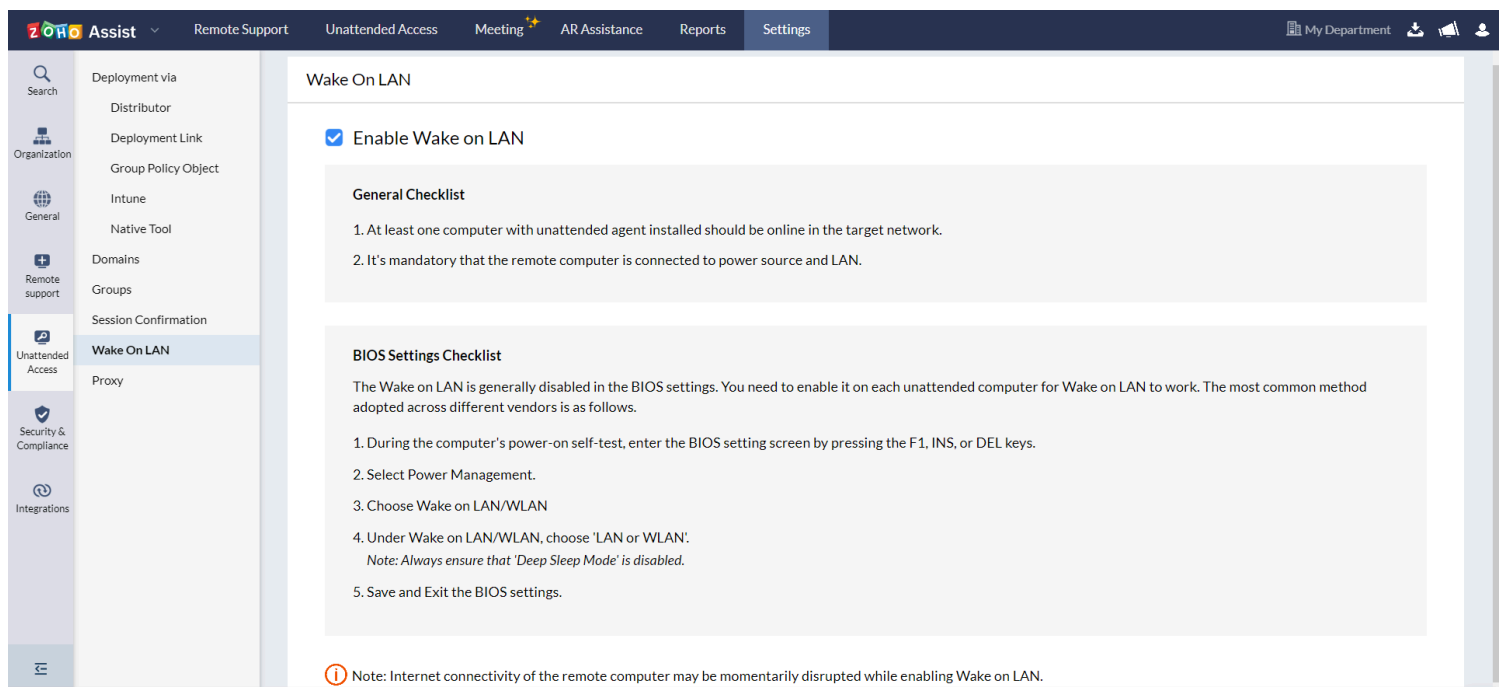 ZOHO Assist
Remote Support
Unattended Access
Meeting
AR Assistance
Reports
Settings
My Department
Search
Organization
General
Remote
support
Unattended
Access
Security &
Compliance
Integrations
Deployment via
Distributor
Deployment Link
Group Policy Object
Intune
Native Tool
Domains
Groups
Session Confirmation
Wake On LAN
Proxy
Wake On LAN
Enable Wake on LAN
General Checklist
1. At least one computer with unattended agent installed should be online in the target network.
2. It's mandatory that the remote computer is connected to power source and LAN.
BIOS Settings Checklist
The Wake on LAN is generally disabled in the BIOS settings. You need to enable it on each unattended computer for Wake on LAN to work. The most common method
adopted across different vendors is as follows.
1. During the computer's power-on self-test, enter the BIOS setting screen by pressing the F1, INS, or DEL keys.
2. Select Power Management.
3. Choose Wake on LAN/WLAN
4. Under Wake on LAN/WLAN, choose 'LAN or WLAN'.
Note: Always ensure that 'Deep Sleep Mode' is disabled.
5. Save and Exit the BIOS settings.
Note: Internet connectivity of the remote computer may be momentarily disrupted while enabling Wake on LAN.